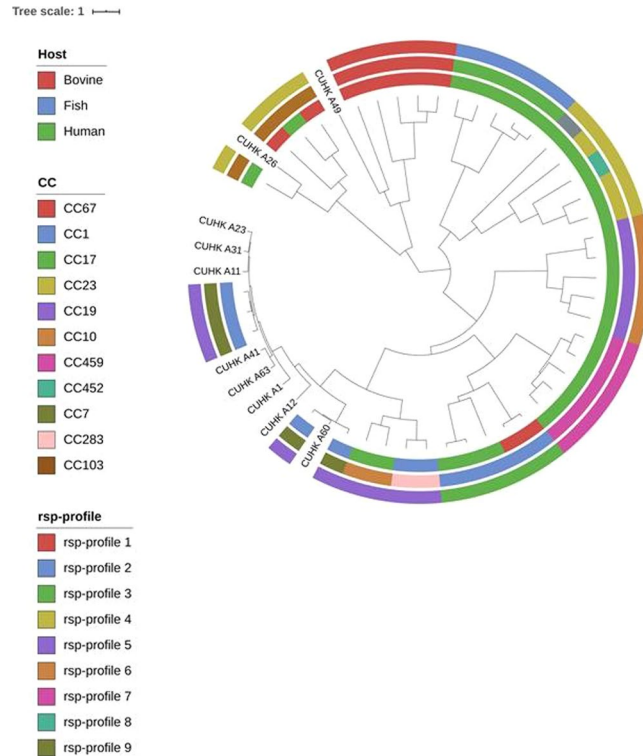 Tree scale: 1
Host
Bovine
Fish
Human
CC
CC67
CC1
CC17
CC23
CC19
CC10
CC459
CC452
CC7
CC283
CC103
rsp-profile
rsp-profile 1
rsp-profile 2
rsp-profile 3
rsp-profile 4
rsp-profile 5
rsp-profile 6
rsp-profile 7
rsp-profile 8
rsp-profile 9
CUHK A49
CUHK A26
CUHK A23
CUHK A31
CUHK A11
CUHK A41
CUHK A63
CUHK A1
CUHK A12
CUHK A60